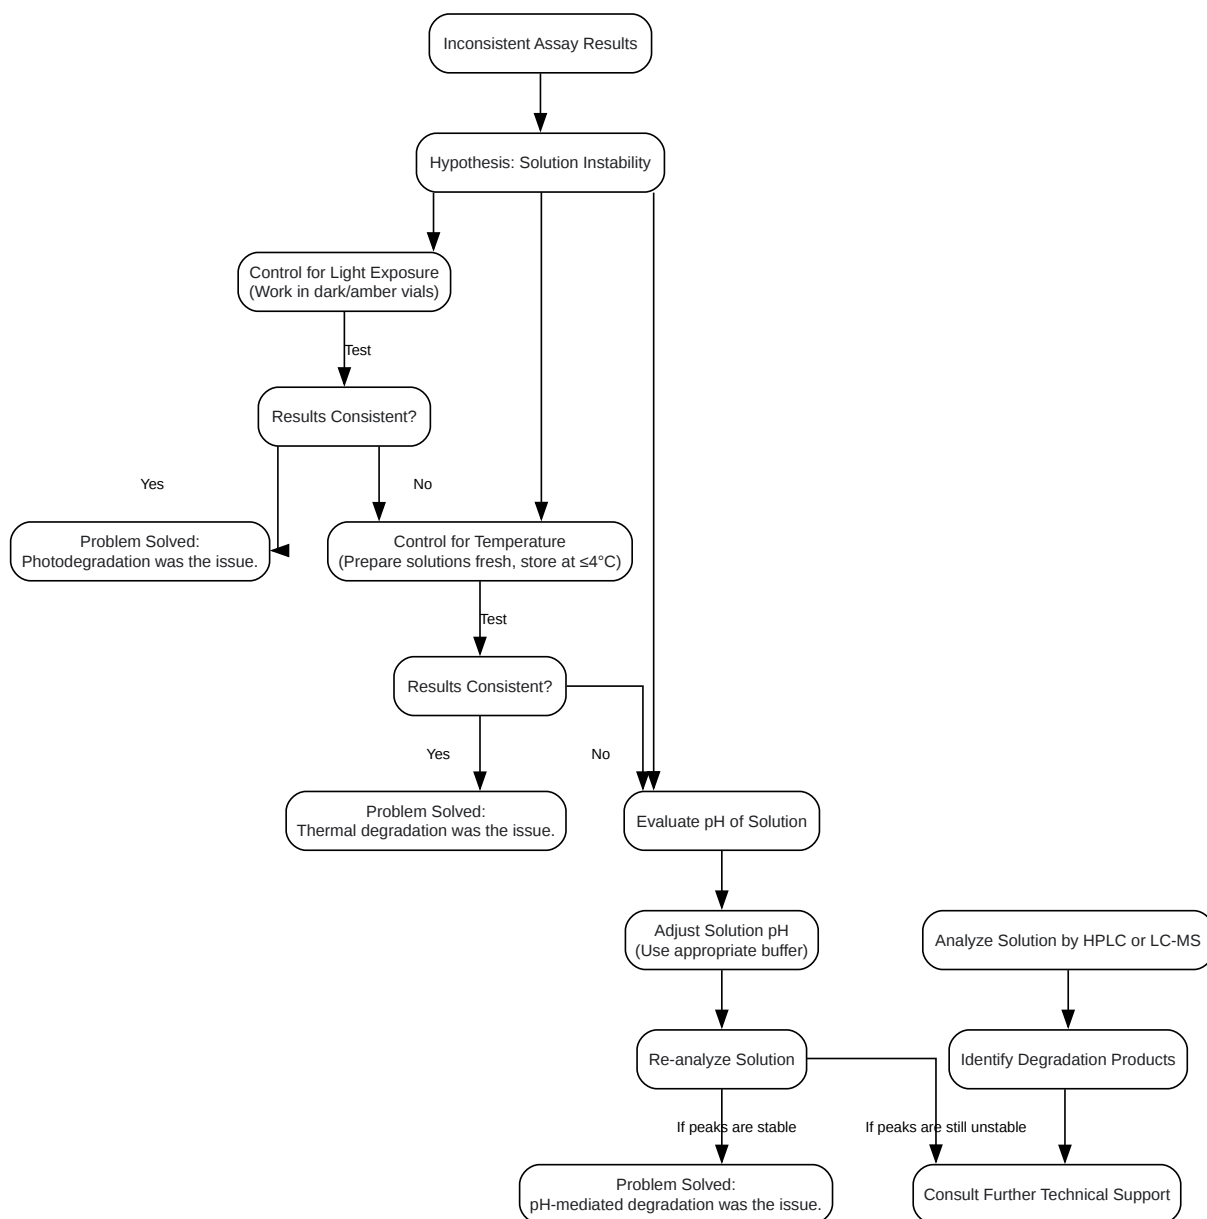 Inconsistent Assay Results
Hypothesis: Solution Instability
Control for Light Exposure
(Work in dark/amber vials)
Test
Results Consistent?
Yes
No
Problem Solved:
Photodegradation was the issue.
Control for Temperature
(Prepare solutions fresh, store at ≤4°C)
Test
Results Consistent?
Yes
No
Problem Solved:
Thermal degradation was the issue.
Evaluate pH of Solution
Adjust Solution pH
(Use appropriate buffer)
Analyze Solution by HPLC or LC-MS
Re-analyze Solution
Identify Degradation Products
If peaks are stable
If peaks are still unstable
Problem Solved:
pH-mediated degradation was the issue.
Consult Further Technical Support